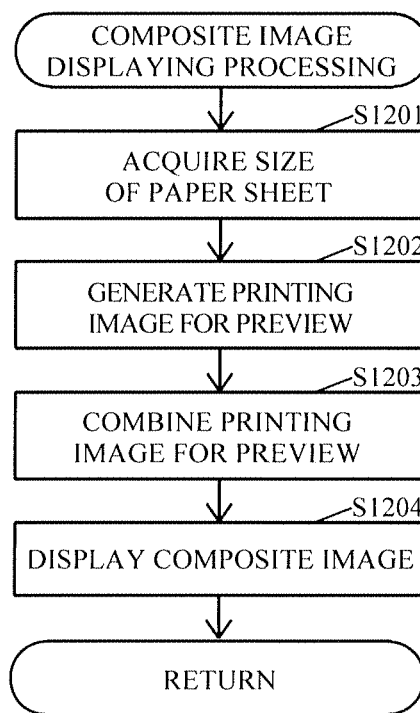 COMPOSITE IMAGE
DISPLAYING PROCESSING
S1201
ACQUIRE SIZE
OF PAPER SHEET
S1202
GENERATE PRINTING
IMAGE FOR PREVIEW
S1203
COMBINE PRINTING
IMAGE FOR PREVIEW
S1204
DISPLAY COMPOSITE IMAGE
RETURN